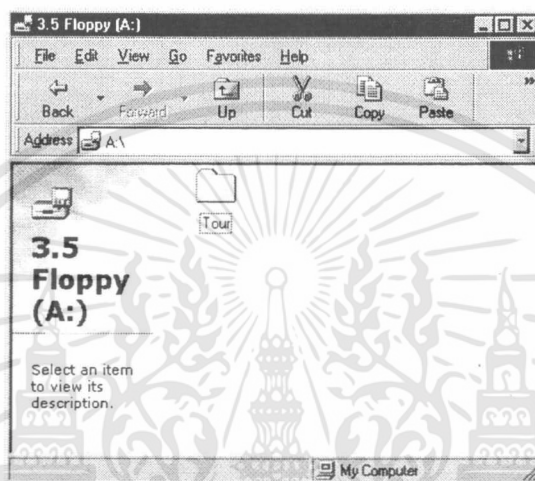 3.5 Floppy (A:)
File Edit View Go Favorites Help
Back Forward Up Cut Copy Paste »
Address A:\
Tour
3.5
Floppy
(A:)
Select an item
to view its
description.
My Computer